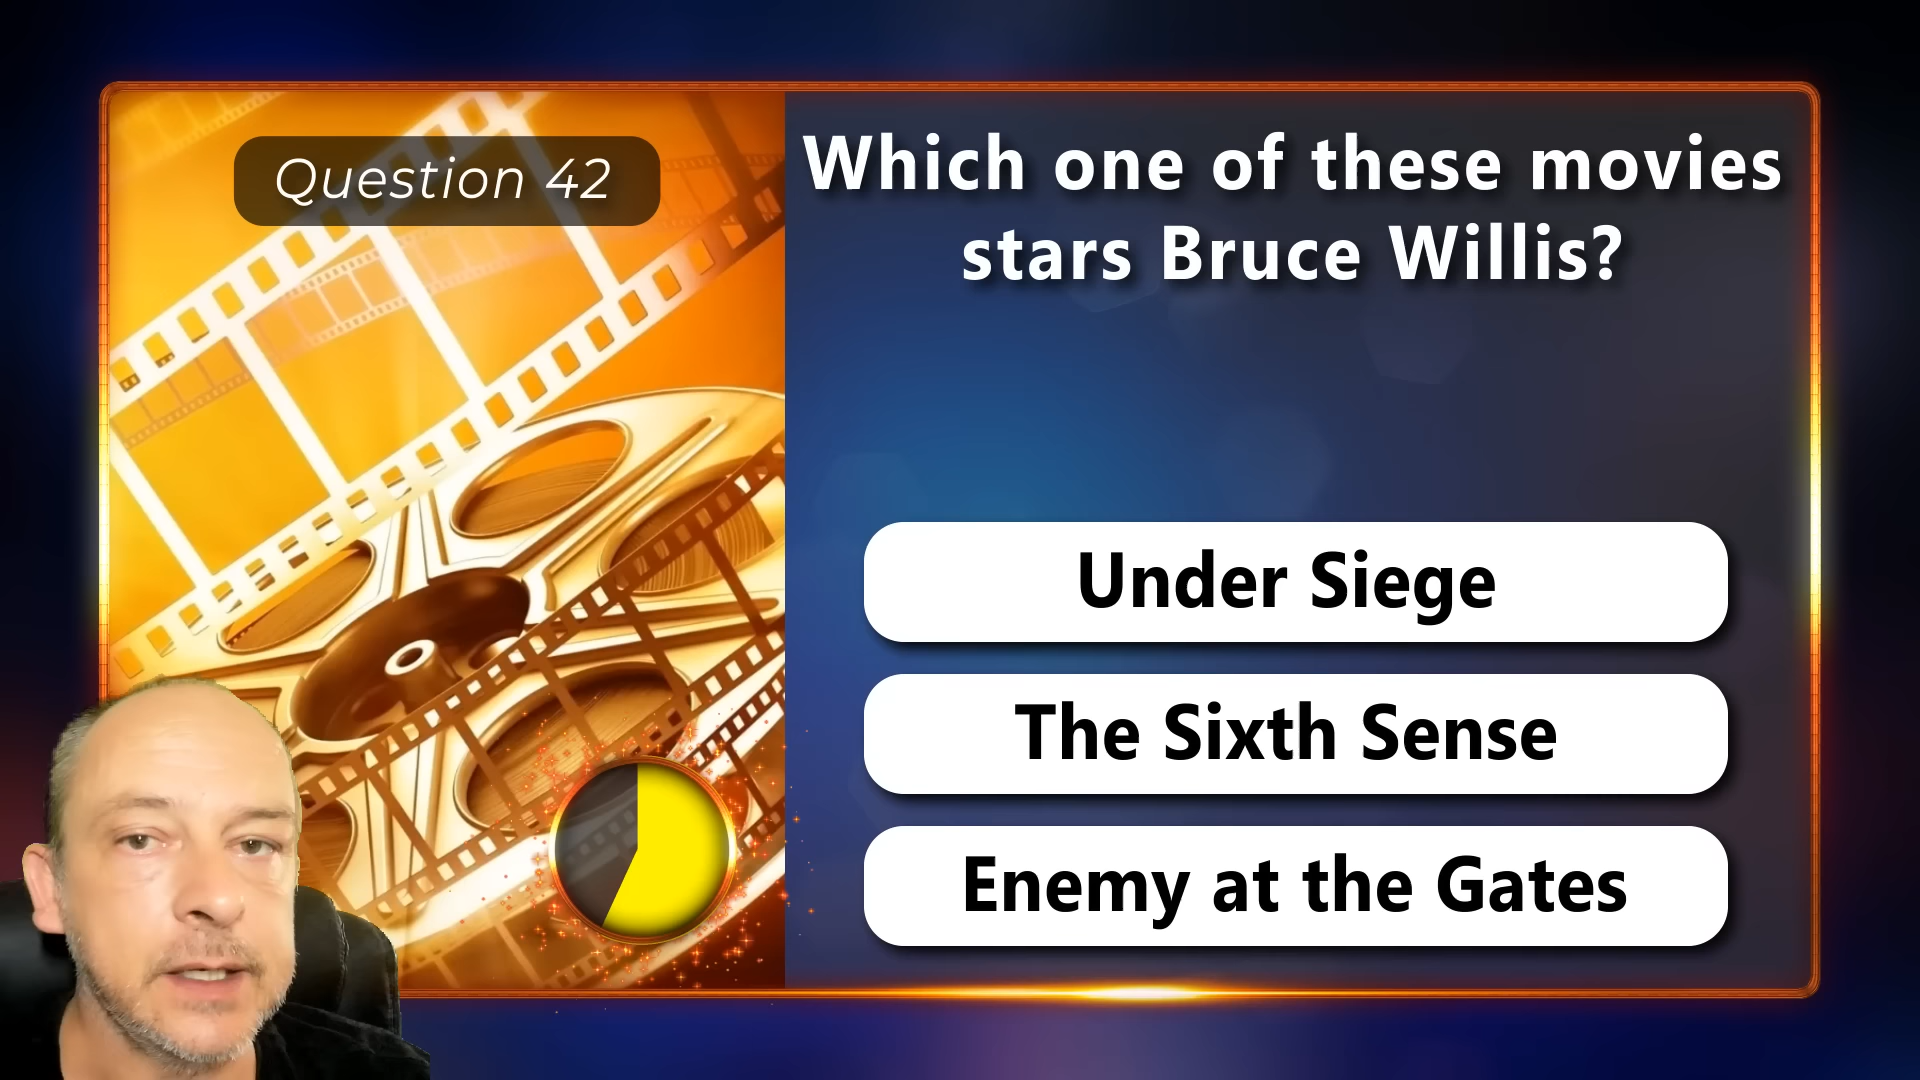 Question 42
Which one of these movies
stars Bruce Willis?
Under Siege
The Sixth Sense
Enemy at the Gates